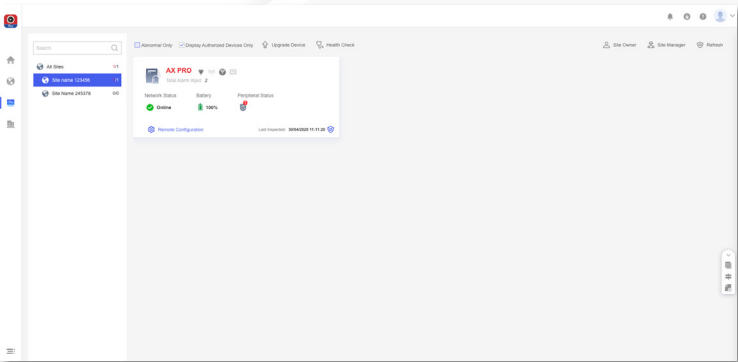 Search
Abnormal Only
Display Authorized Devices Only
Upgrade Device
Health Check
Site Owner
Site Manager
Refresh
All Sites 1/1
Site name 123456 /1
Site Name 245378 0/0
AX PRO
Total Alarm Input: 2
Network Status Battery Peripheral Status
Online 100%
Remote Configuration
Last Inspected: 30/04/2025 11:11:20